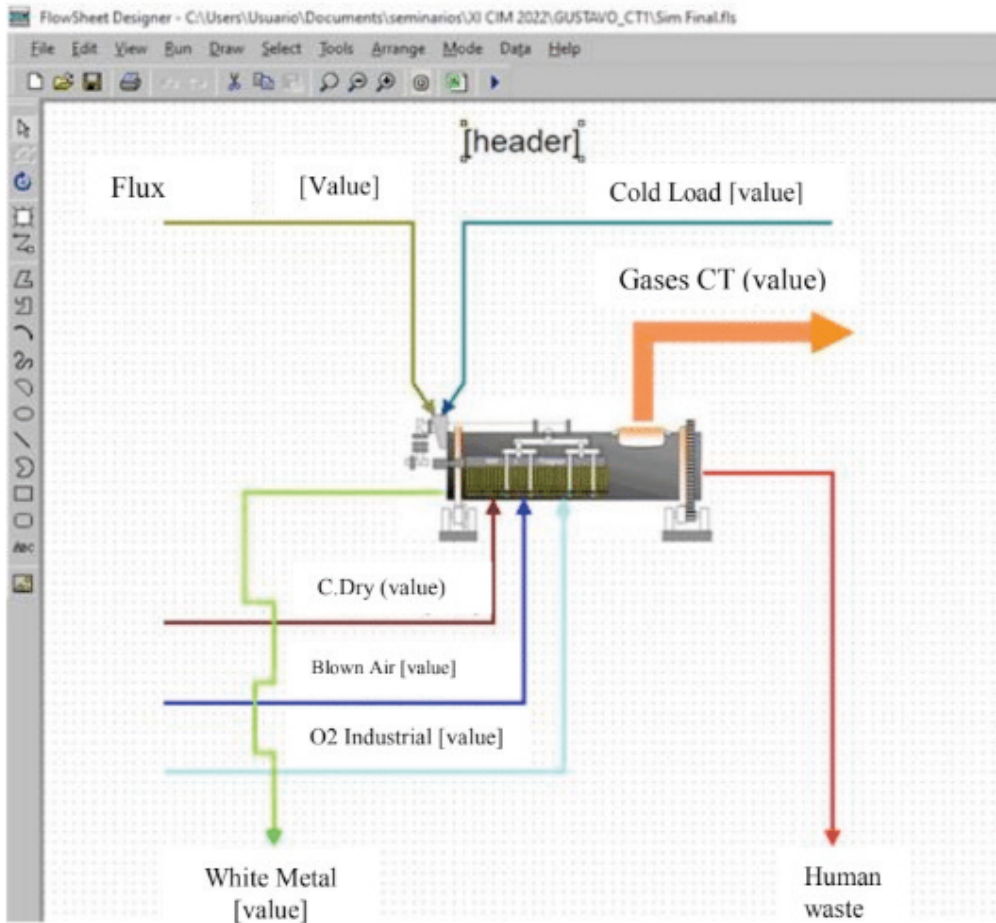 FlowSheet Designer - C:\Users\Usuario\Documents\seminarios\XI CIM 2022\GUSTAVO_CT1\Sim Final.fls
File Edit View Run Draw Select Tools Arrange Mode Data Help
[header]
Flux [Value] Cold Load [value]
Gases CT (value)
C.Dry (value)
Blown Air [value]
O2 Industrial [value]
White Metal
[value]
Human
waste
ABC